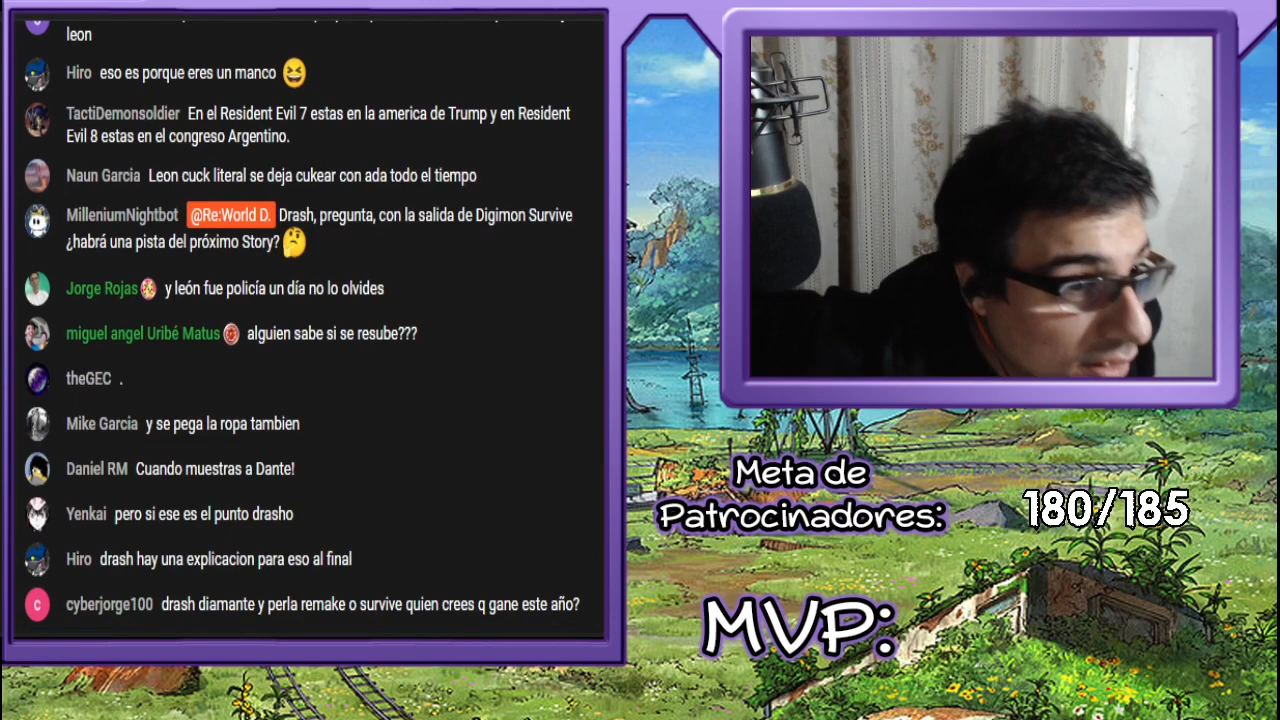 leon
Hiro eso es porque eres un manco
TactiDemonsoldier En el Resident Evil 7 estas en la america de Trump y en Resident
Evil 8 estas en el congreso Argentino.
Naun Garcia Leon cuck literal se deja cukear con ada todo el tiempo
MilleniumNightbot @Re:World D. Drash, pregunta, con la salida de Digimon Survive
¿habrá una pista del próximo Story?
Jorge Rojas y león fue policía un día no lo olvides
miguel angel Uribé Matus alguien sabe si se resube???
theGEC .
Mike Garcia y se pega la ropa tambien
Daniel RM Cuando muestras a Dante!
Yenkai pero si ese es el punto drasho
Hiro drash hay una explicacion para eso al final
c cyberjorge100 drash diamante y perla remake o survive quien crees q gane este año?
Meta de
Patrocinadores: 180/185
MVP: